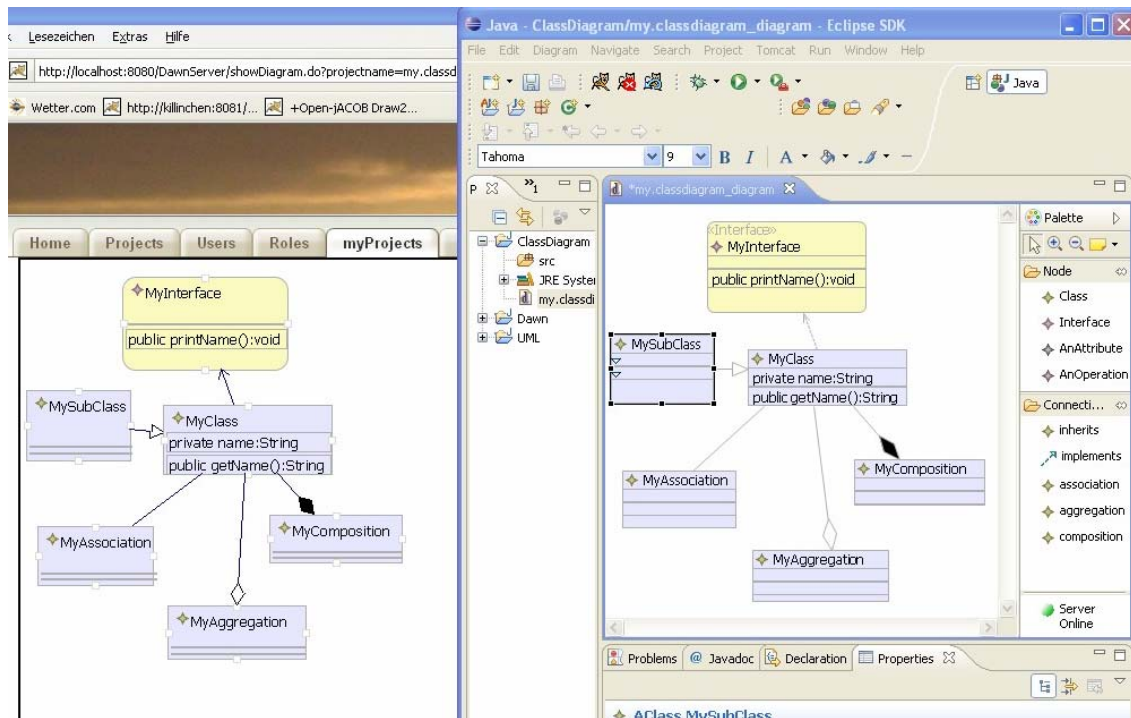 Lesezeichen Extras Hilfe
http://localhost:8080/DawnServer/showDiagram.do?projectname=my.classd
Wetter.com http://killinchen:8081/... +Open-jACOB Draw2...
Home Projects Users Roles myProjects
MyInterface
public printName():void
MySubClass
MyClass
private name:String
public getName():String
MyAssociation
MyComposition
MyAggregation
Java - ClassDiagram/my.classdiagram_diagram - Eclipse SDK
File Edit Diagram Navigate Search Project Tomcat Run Window Help
Java
Tahoma 9 B I A
P »1
*my.classdiagram_diagram
ClassDiagram
src
JRE System
my.classdi
Dawn
UML
«Interface»
MyInterface
public printName():void
MySubClass
MyClass
private name:String
public getName():String
MyAssociation
MyComposition
MyAggregation
Palette
Node
Class
Interface
AnAttribute
AnOperation
Connecti...
inherits
implements
association
aggregation
composition
Server
Online
Problems @ Javadoc Declaration Properties
AClass MySubClass